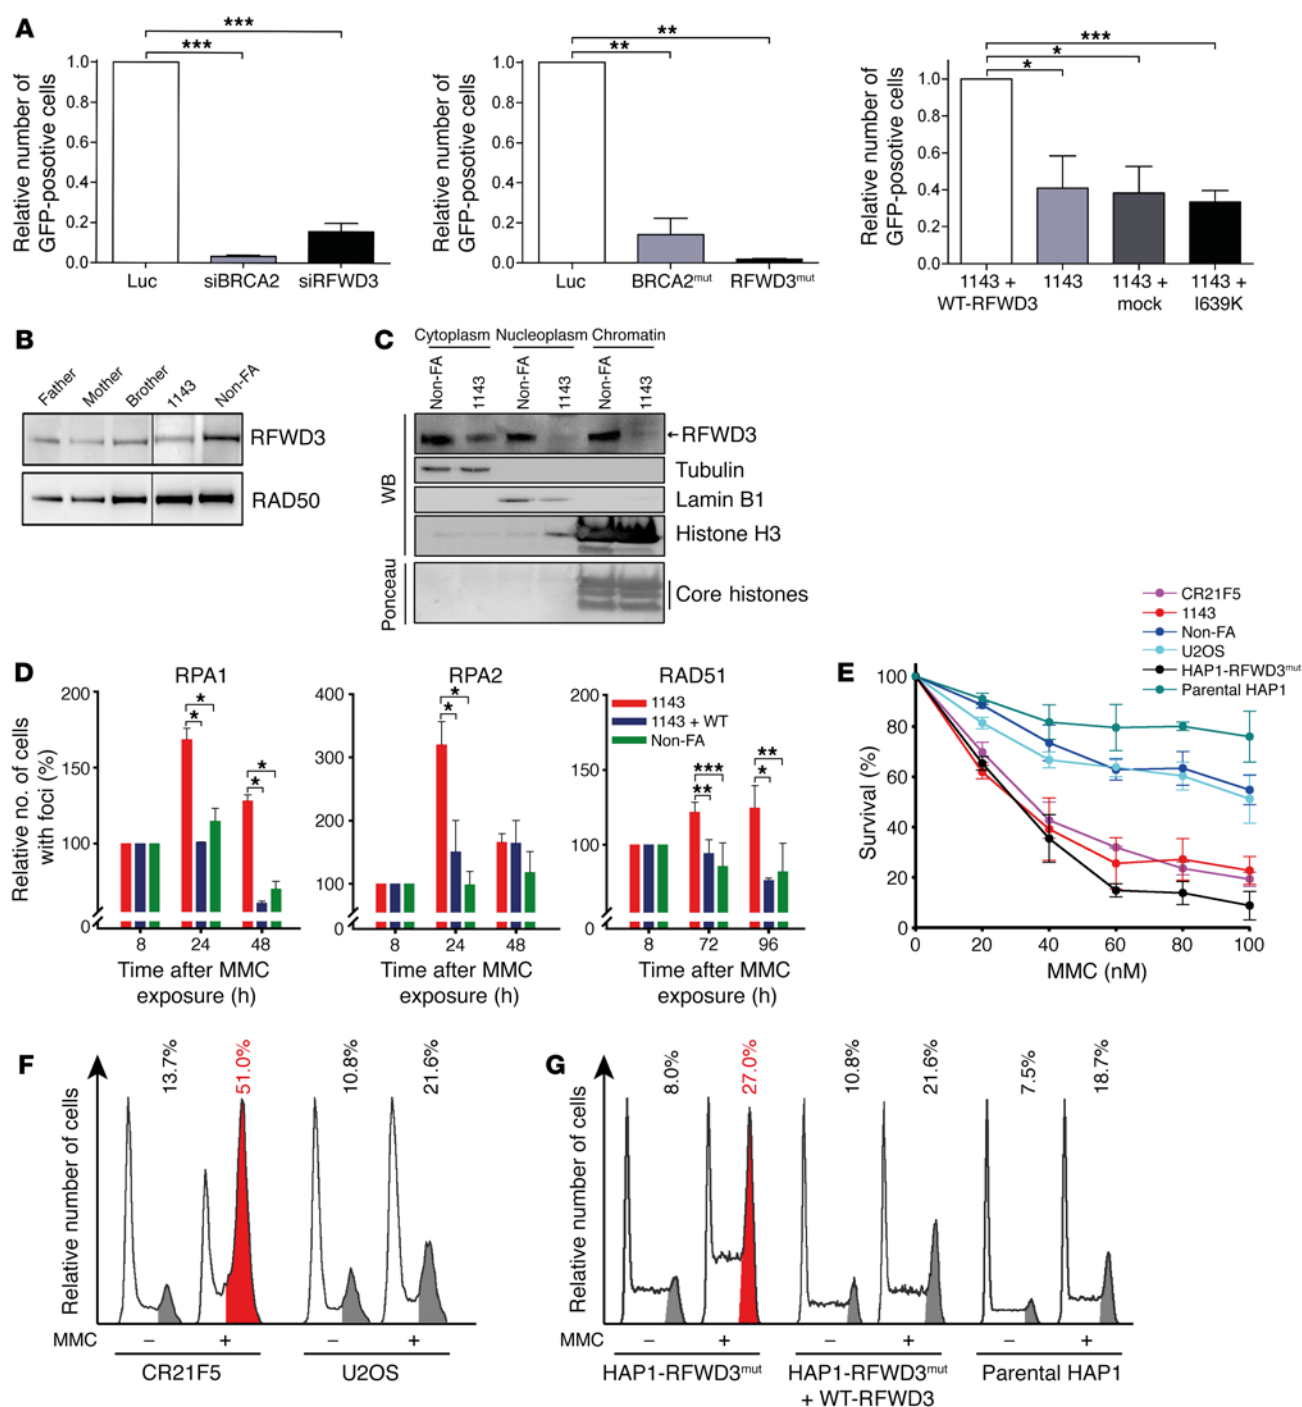 A
Relative number of
GFP-posotive cells
1.0
0.8
0.6
0.4
0.2
0.0
***
***
Luc
siBRCA2
siRFWD3
Relative number of
GFP-posotive cells
1.0
0.8
0.6
0.4
0.2
0.0
**
**
Luc
BRCA2mut
RFWD3mut
Relative number of
GFP-posotive cells
1.0
0.8
0.6
0.4
0.2
0.0
***
*
*
1143 +
WT-RFWD3
1143
1143 +
mock
1143 +
I639K
B
Father
Mother
Brother
1143
Non-FA
RFWD3
RAD50
C
Cytoplasm
Nucleoplasm
Chromatin
Non-FA
1143
Non-FA
1143
Non-FA
1143
WB
Ponceau
←RFWD3
Tubulin
Lamin B1
Histone H3
Core histones
D
RPA1
Relative no. of cells
with foci (%)
200
150
100
0
*
*
*
*
8
24
48
Time after MMC
exposure (h)
RPA2
400
300
200
100
0
*
*
8
24
48
Time after MMC
exposure (h)
RAD51
200
150
100
0
1143
1143 + WT
Non-FA
***
**
**
*
8
72
96
Time after MMC
exposure (h)
E
CR21F5
1143
Non-FA
U2OS
HAP1-RFWD3mut
Parental HAP1
Survival (%)
100
80
60
40
20
0
0
20
40
60
80
100
MMC (nM)
F
Relative number of cells
13.7%
51.0%
10.8%
21.6%
MMC
–
+
–
+
CR21F5
U2OS
G
Relative number of cells
8.0%
27.0%
10.8%
21.6%
7.5%
18.7%
MMC
–
+
–
+
–
+
HAP1-RFWD3mut
HAP1-RFWD3mut
+ WT-RFWD3
Parental HAP1